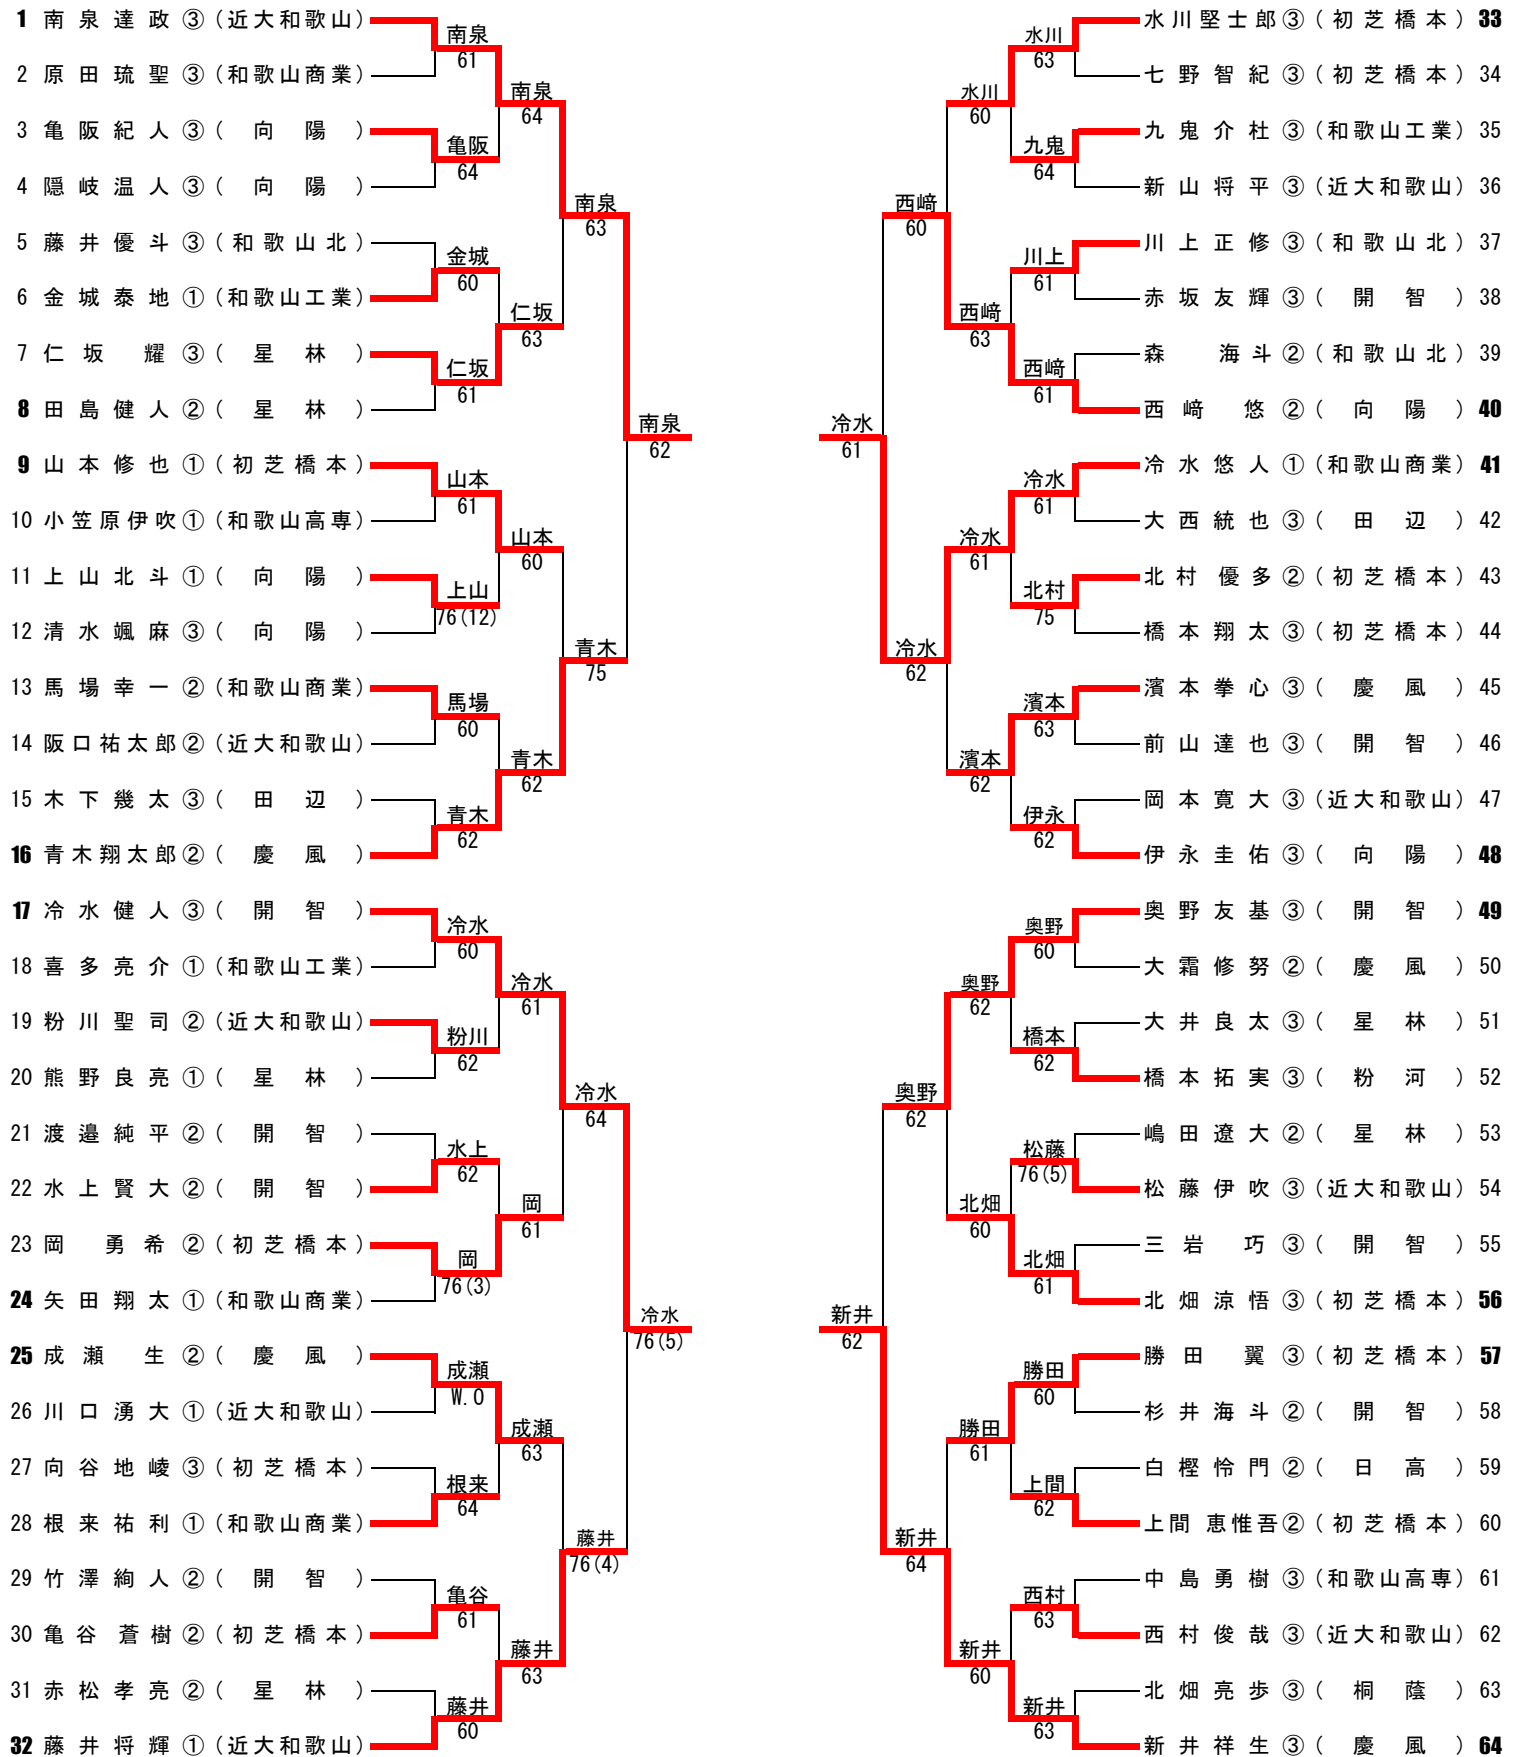 1 南泉達政 ③ (近大和歌山)
南泉
61
2 原田琉聖 ③ (和歌山商業)
南泉
64
3 亀阪紀人 ③ (向陽)
亀阪
64
4 隠岐温人 ③ (向陽)
南泉
63
5 藤井優斗 ③ (和歌山北)
金城
60
6 金城泰地 ① (和歌山工業)
仁坂
63
7 仁坂 耀 ③ (星林)
仁坂
61
8 田島健人 ② (星林)
南泉
62
9 山本修也 ① (初芝橋本)
山本
61
10 小笠原伊吹 ① (和歌山高専)
山本
60
11 上山北斗 ① (向陽)
上山
76(12)
12 清水颯麻 ③ (向陽)
青木
75
13 馬場幸一 ② (和歌山商業)
馬場
60
14 阪口祐太郎 ② (近大和歌山)
青木
62
15 木下幾太 ③ (田辺)
青木
62
16 青木翔太郎 ② (慶風)
17 冷水健人 ③ (開智)
冷水
60
18 喜多亮介 ① (和歌山工業)
冷水
61
19 粉川聖司 ② (近大和歌山)
粉川
62
20 熊野良亮 ① (星林)
冷水
64
21 渡邉純平 ② (開智)
水上
62
22 水上賢大 ② (開智)
岡
61
23 岡 勇希 ② (初芝橋本)
岡
76(3)
24 矢田翔太 ① (和歌山商業)
冷水
76(5)
25 成瀬 生 ② (慶風)
成瀬
W.O
26 川口湧大 ① (近大和歌山)
成瀬
63
27 向谷地崚 ③ (初芝橋本)
根来
64
28 根来祐利 ① (和歌山商業)
藤井
76(4)
29 竹澤絢人 ② (開智)
亀谷
61
30 亀谷 蒼樹 ② (初芝橋本)
藤井
63
31 赤松孝亮 ② (星林)
藤井
60
32 藤井将輝 ① (近大和歌山)
水川堅士郎 ③ (初芝橋本) 33
水川
63
七野智紀 ③ (初芝橋本) 34
水川
60
九鬼介杜 ③ (和歌山工業) 35
九鬼
64
新山将平 ③ (近大和歌山) 36
西﨑
60
川上正修 ③ (和歌山北) 37
川上
61
赤坂友輝 ③ (開智) 38
西﨑
63
森 海斗 ② (和歌山北) 39
西﨑
61
西﨑 悠 ② (向陽) 40
冷水
61
冷水悠人 ① (和歌山商業) 41
冷水
61
大西統也 ③ (田辺) 42
冷水
61
北村 優多 ② (初芝橋本) 43
北村
75
橋本翔太 ③ (初芝橋本) 44
冷水
62
濱本拳心 ③ (慶風) 45
濱本
63
前山達也 ③ (開智) 46
濱本
62
岡本寛大 ③ (近大和歌山) 47
伊永
62
伊永圭佑 ③ (向陽) 48
奥野友基 ③ (開智) 49
奥野
60
大霜修努 ② (慶風) 50
奥野
62
大井良太 ③ (星林) 51
橋本
62
橋本拓実 ③ (粉河) 52
奥野
62
嶋田遼大 ② (星林) 53
松藤
76(5)
松藤伊吹 ③ (近大和歌山) 54
北畑
60
三岩 巧 ③ (開智) 55
北畑
61
北畑涼悟 ③ (初芝橋本) 56
新井
62
勝田 翼 ③ (初芝橋本) 57
勝田
60
杉井海斗 ② (開智) 58
勝田
61
白樫怜門 ② (日高) 59
上間
62
上間 恵惟吾 ② (初芝橋本) 60
新井
64
中島勇樹 ③ (和歌山高専) 61
西村
63
西村俊哉 ③ (近大和歌山) 62
新井
60
北畑亮歩 ③ (桐蔭) 63
新井
63
新井祥生 ③ (慶風) 64